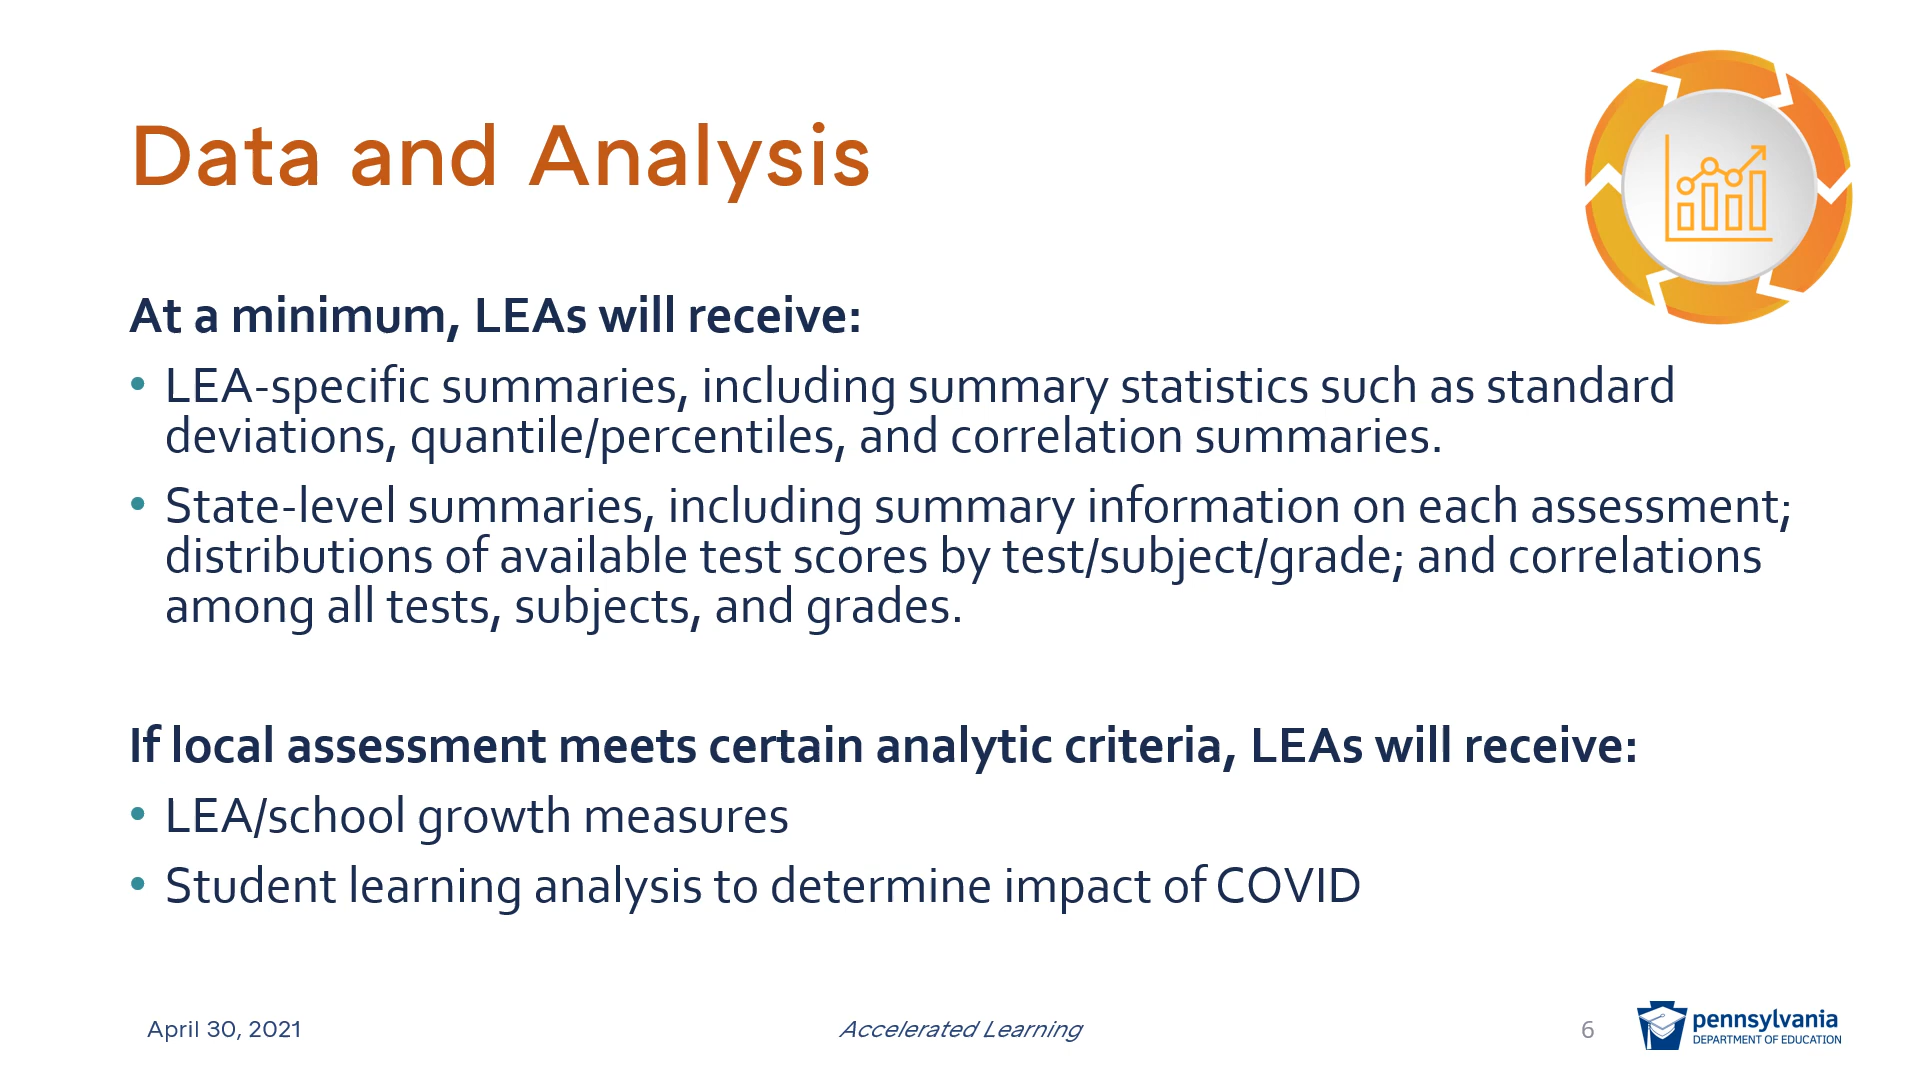 Data and Analysis
At a minimum, LEAs will receive:
• LEA-specific summaries, including summary statistics such as standard
deviations, quantile/percentiles, and correlation summaries.
• State-level summaries, including summary information on each assessment;
distributions of available test scores by test/subject/grade; and correlations
among all tests, subjects, and grades.
If local assessment meets certain analytic criteria, LEAs will receive:
• LEA/school growth measures
• Student learning analysis to determine impact of COVID
April 30, 2021
Accelerated Learning
6
pennsylvania
DEPARTMENT OF EDUCATION